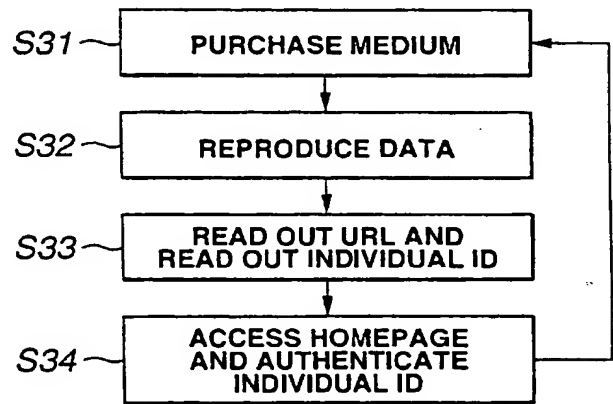 S31
PURCHASE MEDIUM
S32
REPRODUCE DATA
S33
READ OUT URL AND
READ OUT INDIVIDUAL ID
S34
ACCESS HOMEPAGE
AND AUTHENTICATE
INDIVIDUAL ID